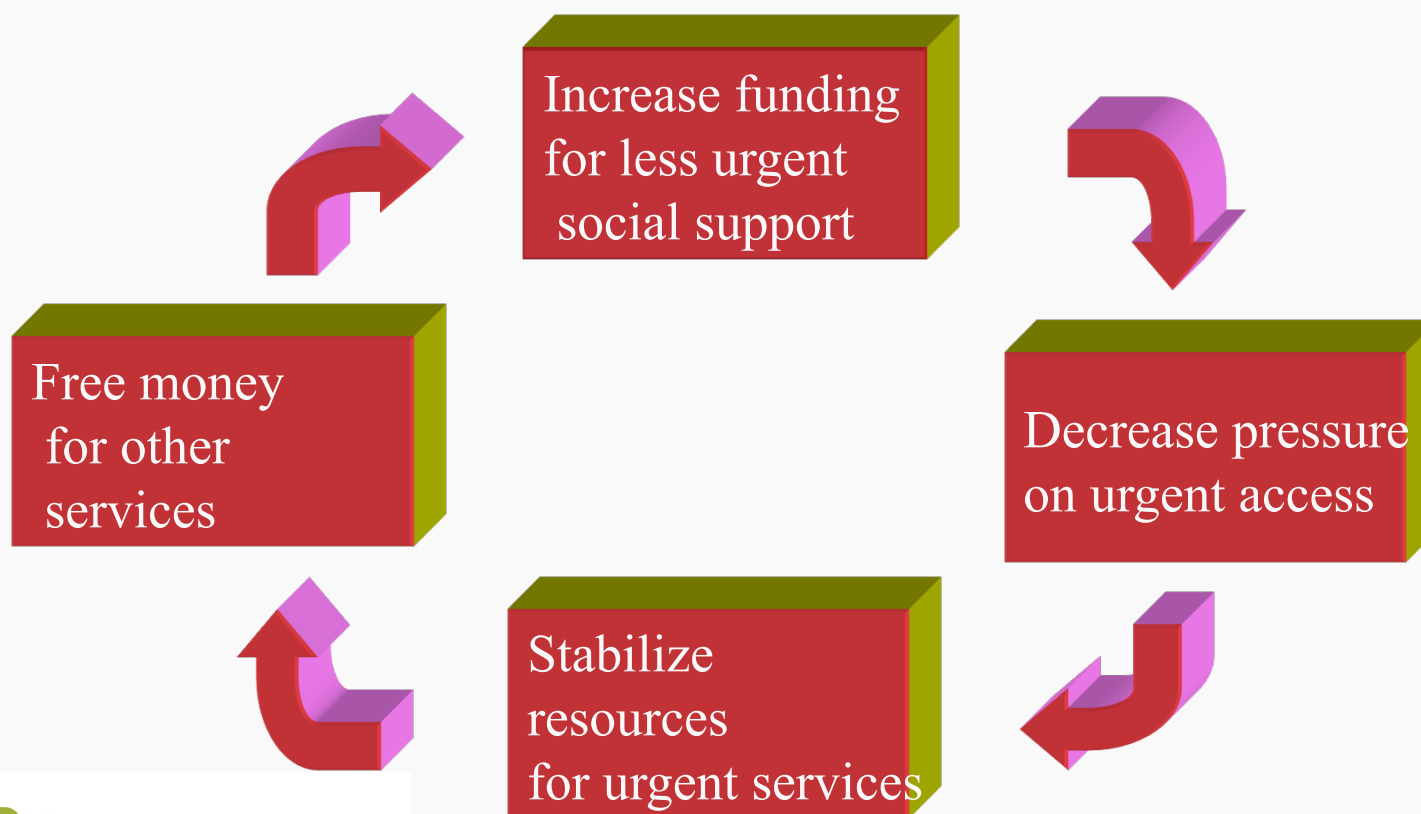 Increase funding
for less urgent
social support
Decrease pressure
on urgent access
Stabilize
resources
for urgent services
Free money
for other
services